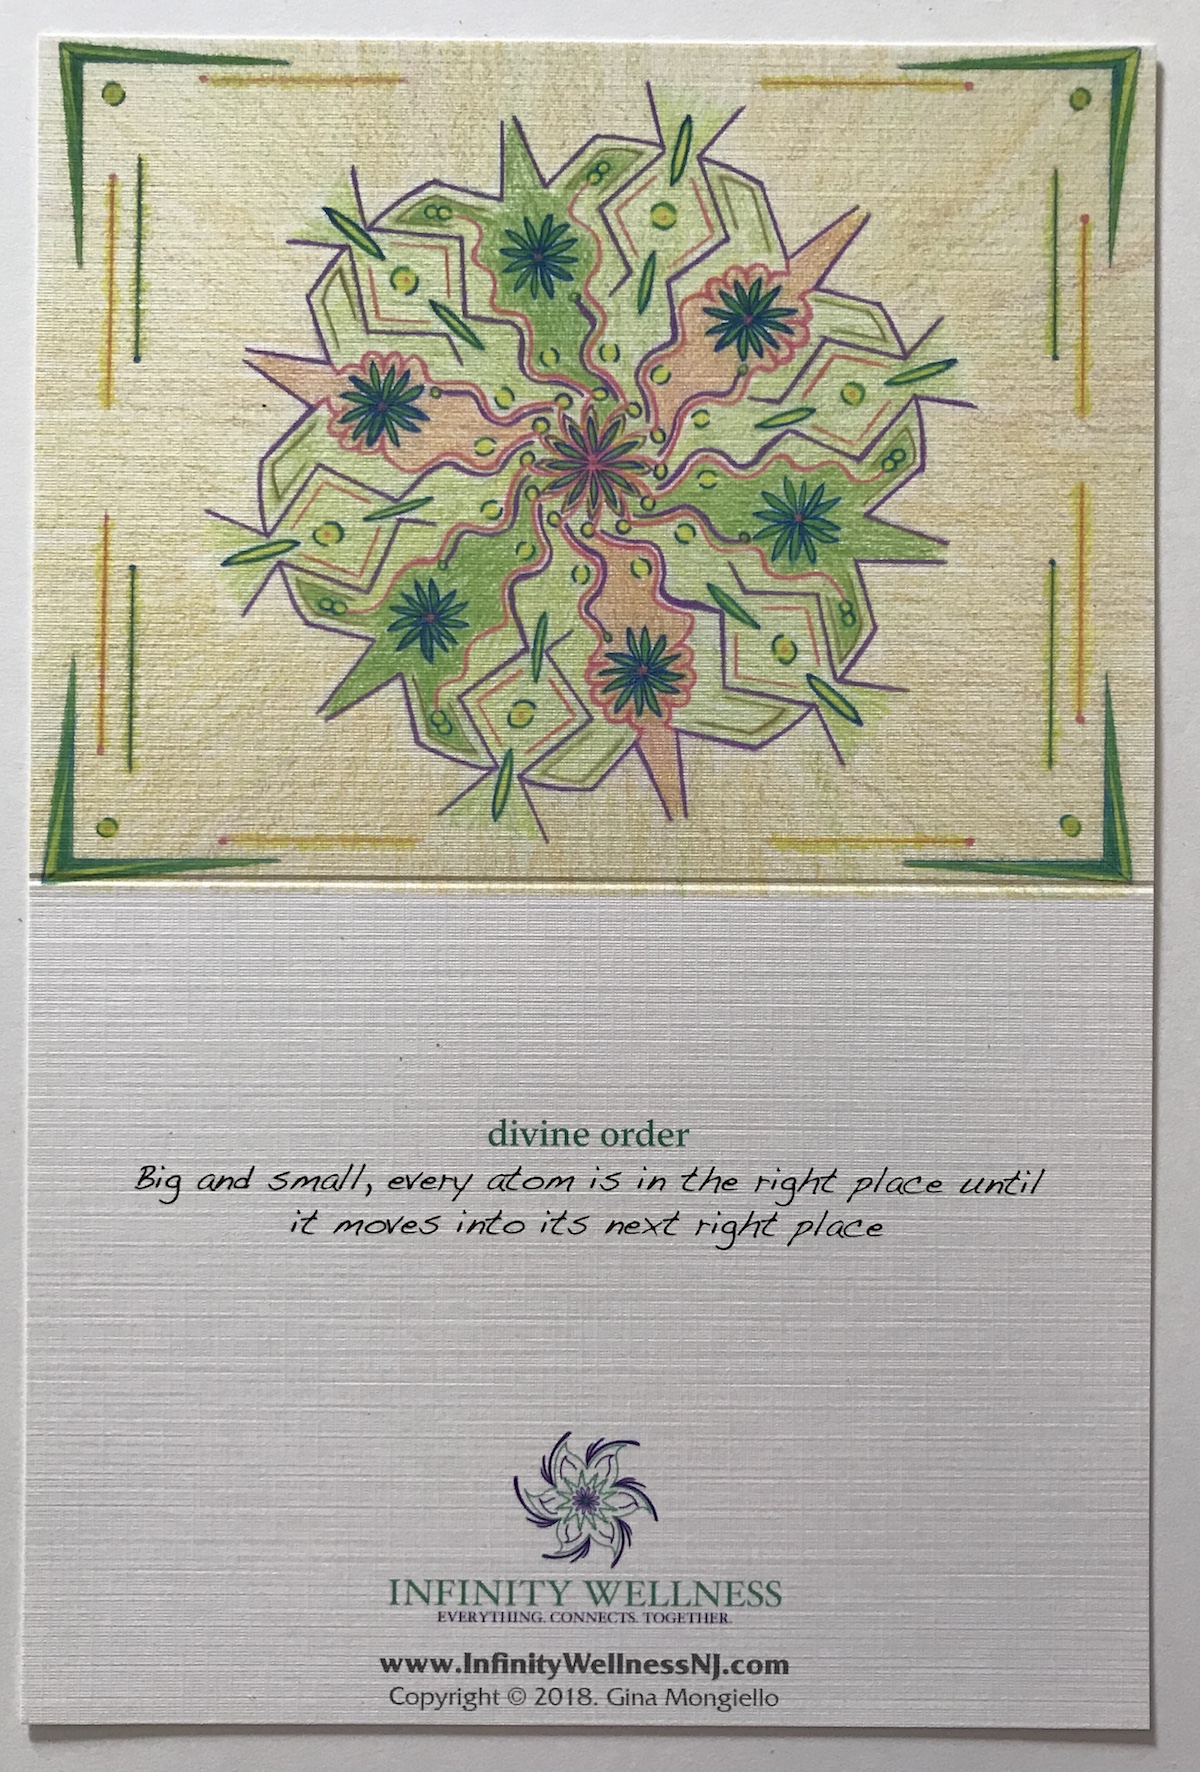 divine order
Big and small, every atom is in the right place until
it moves into its next right place
INFINITY WELLNESS
EVERYTHING. CONNECTS. TOGETHER.
www.InfinityWellnessNJ.com
Copyright © 2018. Gina Mongiello